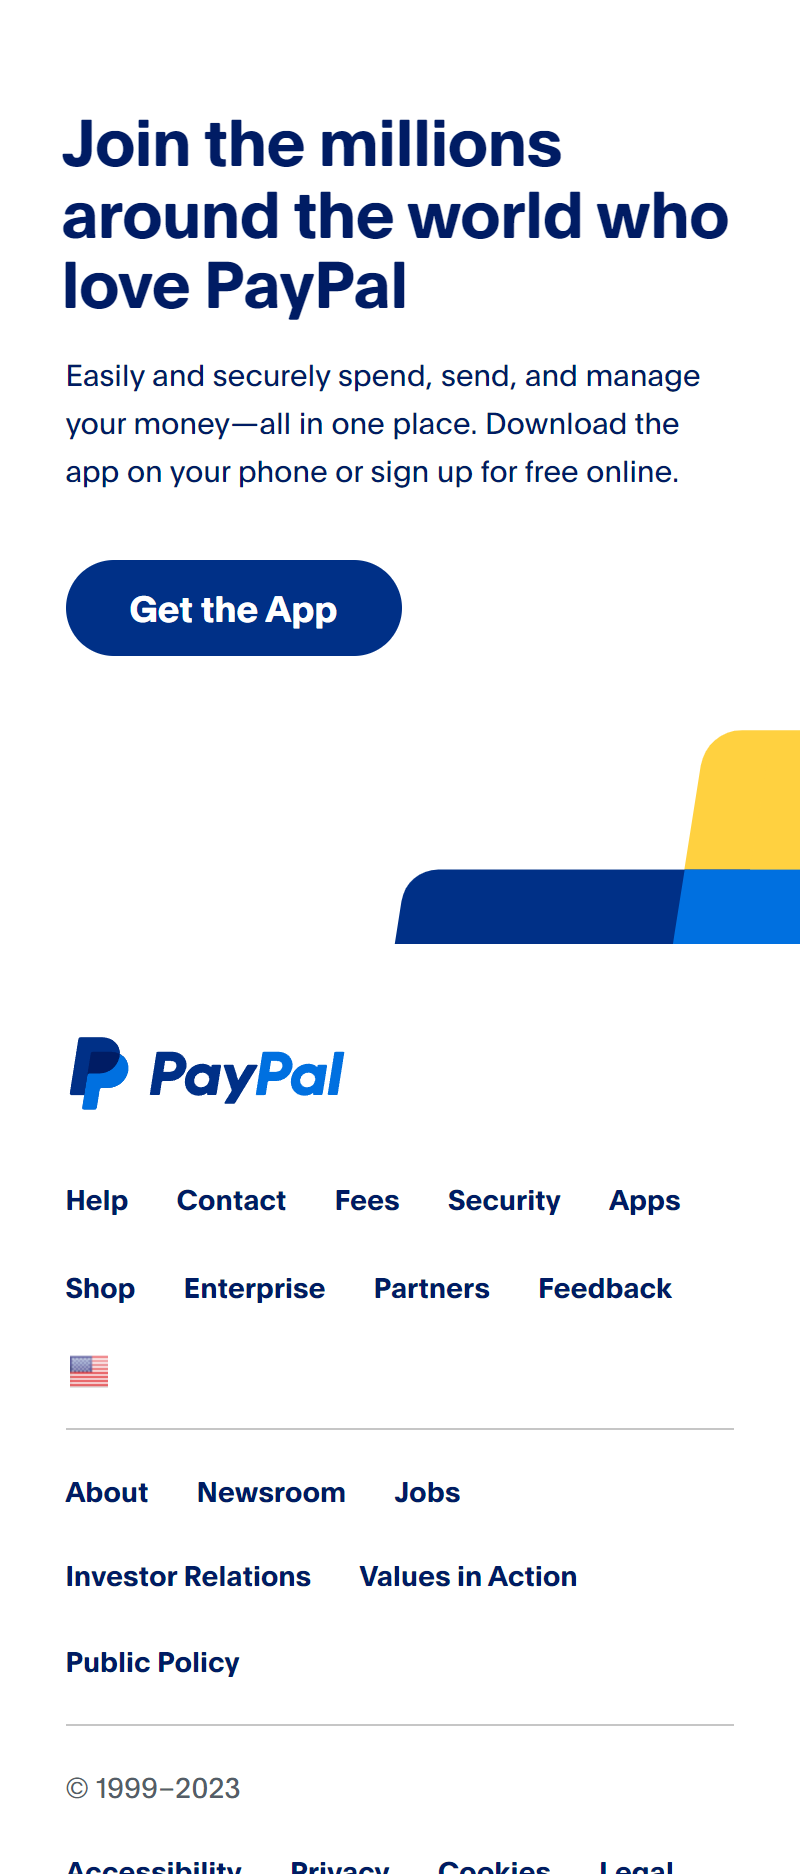 Join the millions
around the world who
love PayPal
Easily and securely spend, send, and manage
your money—all in one place. Download the
app on your phone or sign up for free online.
Get the App
PayPal
Help Contact Fees Security Apps
Shop Enterprise Partners Feedback
About Newsroom Jobs
Investor Relations Values in Action
Public Policy
© 1999–2023
Accessibility Privacy Cookies Legal